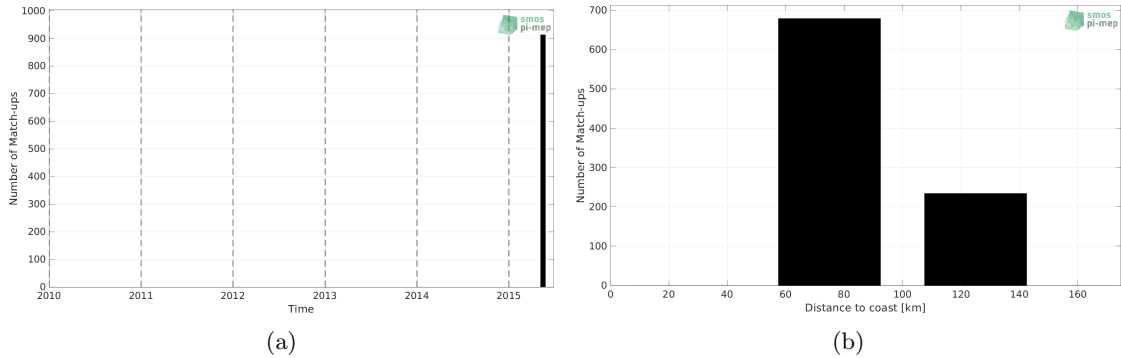 1000
900
800
700
600
500
400
300
200
100
0
Number of Match-ups
2010 2011 2012 2013 2014 2015
Time
smos
pi-mep
(a)
700
600
500
400
300
200
100
0
Number of Match-ups
0 20 40 60 80 100 120 140 160
Distance to coast [km]
smos
pi-mep
(b)